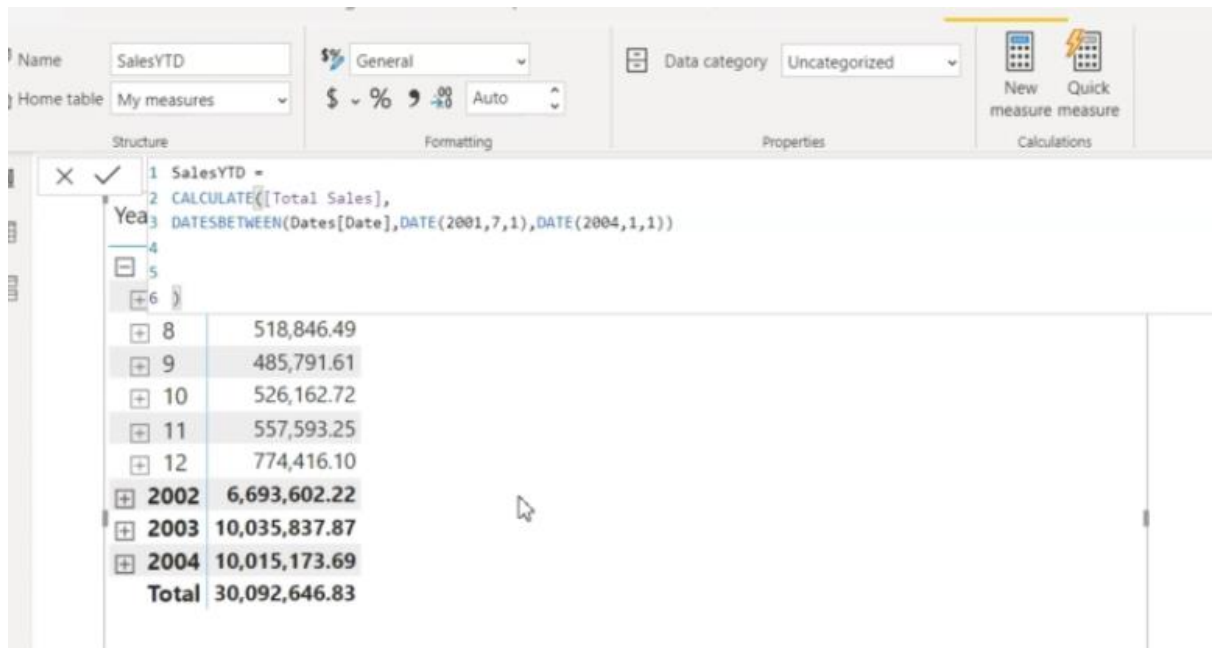 Name SalesYTD General Data category Uncategorized New Quick
Home table My measures $ % 9 .00 Auto measure measure
Structure Formatting Properties Calculations
1 SalesYTD =
2 CALCULATE([Total Sales],
Yea
3 DATESBETWEEN(Dates[Date],DATE(2001,7,1),DATE(2004,1,1))
4
5
6 )
8 518,846.49
9 485,791.61
10 526,162.72
11 557,593.25
12 774,416.10
2002 6,693,602.22
2003 10,035,837.87
2004 10,015,173.69
Total 30,092,646.83